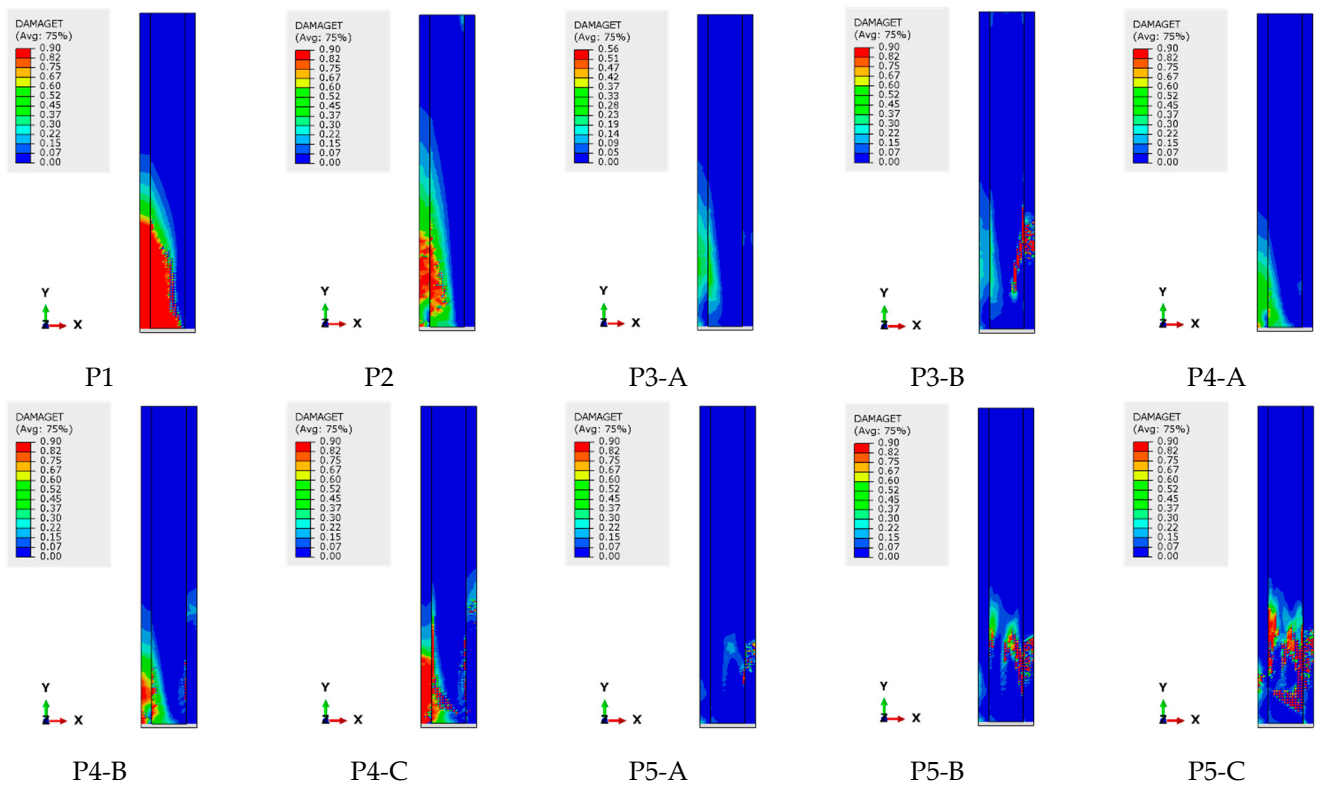 DAMAGET
(Avg: 75%)
0.90
0.82
0.75
0.67
0.60
0.52
0.45
0.37
0.30
0.22
0.15
0.07
0.00
Y
Z
X
P1
DAMAGET
(Avg: 75%)
0.90
0.82
0.75
0.67
0.60
0.52
0.45
0.37
0.30
0.22
0.15
0.07
0.00
Y
Z
X
P2
DAMAGET
(Avg: 75%)
0.56
0.51
0.47
0.42
0.37
0.33
0.28
0.23
0.19
0.14
0.09
0.05
0.00
Y
Z
X
P3-A
DAMAGET
(Avg: 75%)
0.90
0.82
0.75
0.67
0.60
0.52
0.45
0.37
0.30
0.22
0.15
0.07
0.00
Y
Z
X
P3-B
DAMAGET
(Avg: 75%)
0.90
0.82
0.75
0.67
0.60
0.52
0.45
0.37
0.30
0.22
0.15
0.07
0.00
Y
Z
X
P4-A
DAMAGET
(Avg: 75%)
0.90
0.82
0.75
0.67
0.60
0.52
0.45
0.37
0.30
0.22
0.15
0.07
0.00
Y
Z
X
P4-B
DAMAGET
(Avg: 75%)
0.90
0.82
0.75
0.67
0.60
0.52
0.45
0.37
0.30
0.22
0.15
0.07
0.00
Y
Z
X
P4-C
DAMAGET
(Avg: 75%)
0.90
0.82
0.75
0.67
0.60
0.52
0.45
0.37
0.30
0.22
0.15
0.07
0.00
Y
Z
X
P5-A
DAMAGET
(Avg: 75%)
0.90
0.82
0.75
0.67
0.60
0.52
0.45
0.37
0.30
0.22
0.15
0.07
0.00
Y
Z
X
P5-B
DAMAGET
(Avg: 75%)
0.90
0.82
0.75
0.67
0.60
0.52
0.45
0.37
0.30
0.22
0.15
0.07
0.00
Y
Z
X
P5-C